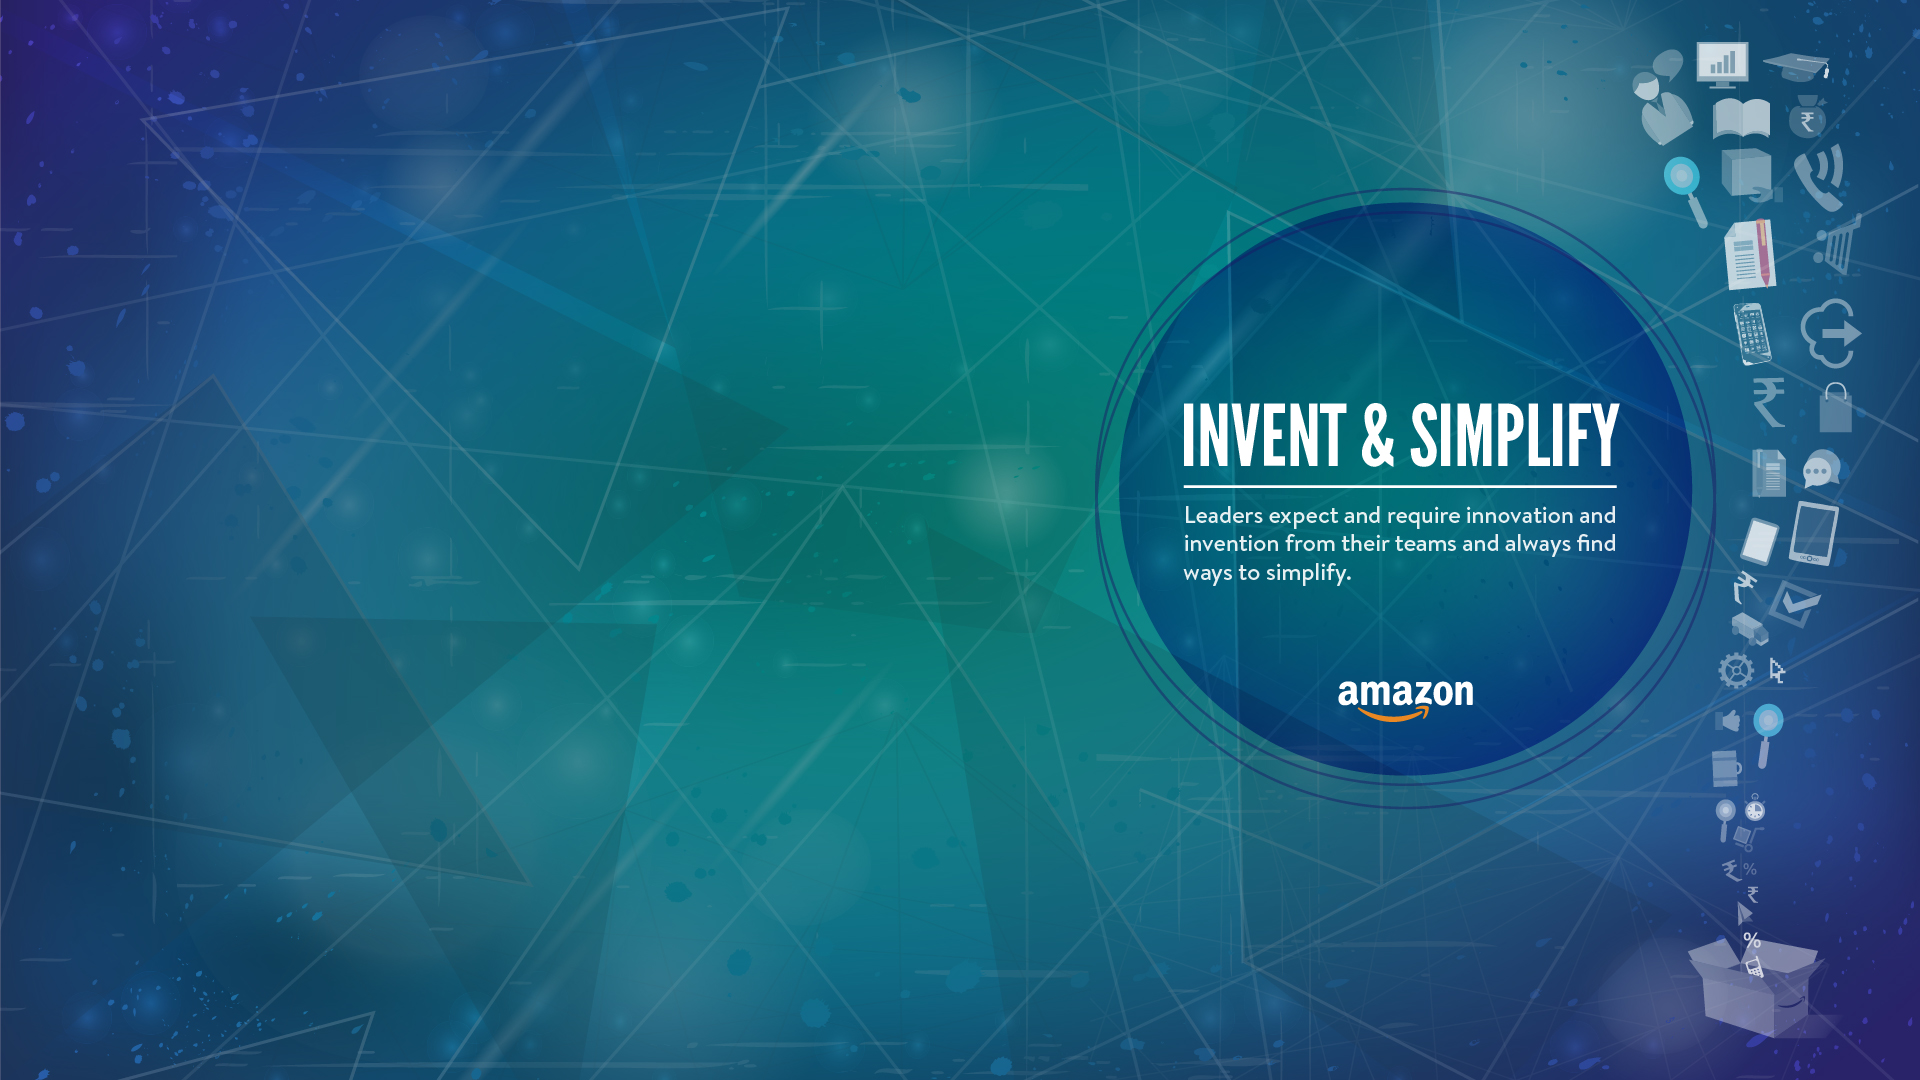 INVENT & SIMPLIFY
Leaders expect and require innovation and
invention from their teams and always find
ways to simplify.
amazon
₹
₹
₹
₹
%
₹
%